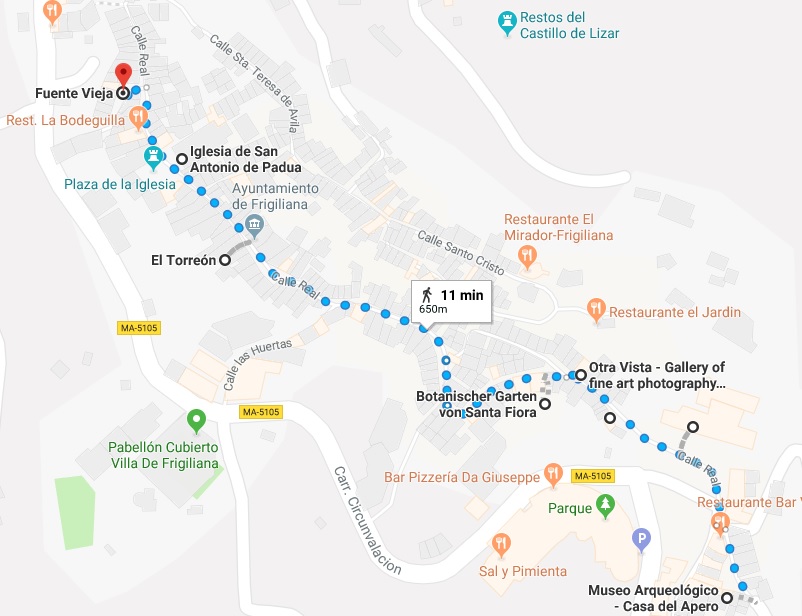 Restos del
Castillo de Lizar
Calle Real
Calle Sta. Teresa de Avila
Fuente Vieja
Rest. La Bodeguilla
Iglesia de San
Antonio de Padua
Plaza de la Iglesia
Ayuntamiento
de Frigiliana
Restaurante El
Mirador-Frigiliana
Calle Santo Cristo
El Torreón
Calle Real
11 min
650m
Restaurante el Jardin
MA-5105
Calle las Huertas
Otra Vista - Gallery of
fine art photography...
Botanischer Garten
von Santa Fiora
MA-5105
Pabellón Cubierto
Villa De Frigiliana
Calle Real
Carr. Circunvalacion
Bar Pizzería Da Giuseppe
MA-5105
Restaurante Bar V
Parque
P
Sal y Pimienta
Museo Arqueológico
- Casa del Apero